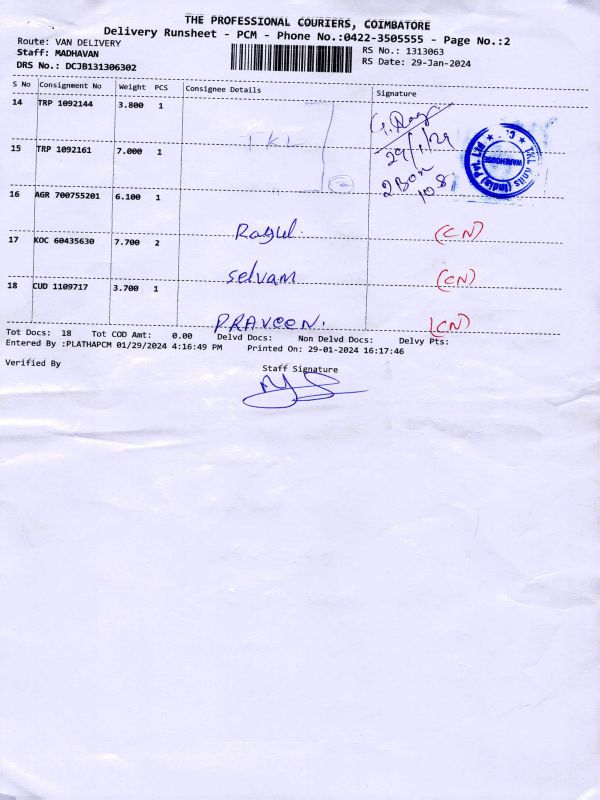 THE PROFESSIONAL COURIERS, COIMBATORE
Delivery Runsheet - PCM - Phone No.:0422-3505555 - Page No.:2
Route: VAN DELIVERY
RS No.: 1313063
Staff: MADHAVAN
RS Date: 29-Jan-2024
DRS No.: DCJB131306302
S No Consignment No Weight PCS Consignee Details Signature
14 TRP 1092144 3.800 1
TKL
29/1/24
2 Box
15 TRP 1092161 7.000 1
TKL Knits (India) Pvt
WAREHOUSE
16 AGR 700755201 6.100 1
Ragul (CN)
17 KOC 60435630 7.700 2
Selvam (CN)
18 CUD 1109717 3.700 1
PRAVEEN. (CN)
Tot Docs: 18 Tot COD Amt: 0.00 Delvd Docs: Non Delvd Docs: Delvy Pts:
Entered By :PLATHAPCM 01/29/2024 4:16:49 PM Printed On: 29-01-2024 16:17:46
Verified By
Staff Signature